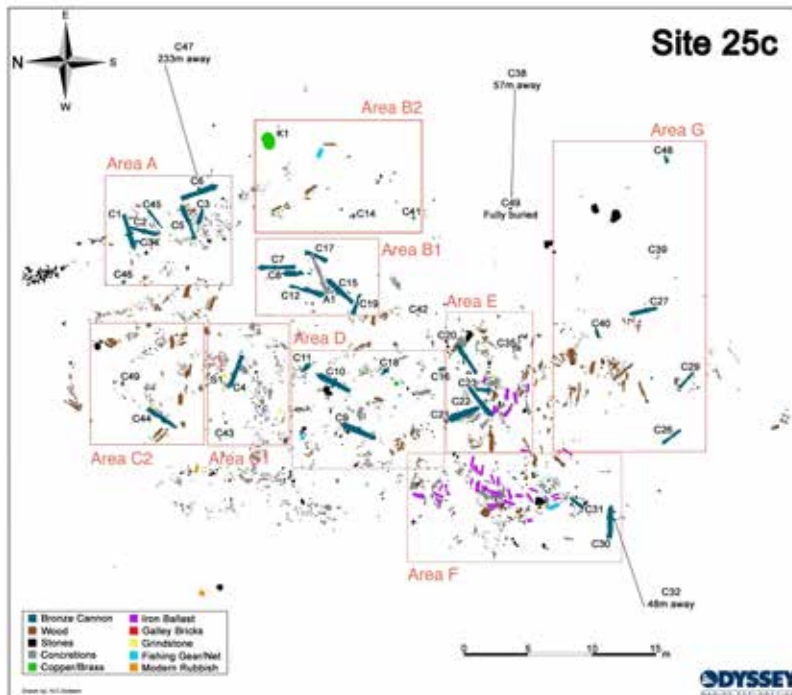 E
N
S
W
C47
233m away
Site 25c
C38
57m away
Area B2
K1
Area G
C48
Area A
C6
C1
C45
C3
C2
C5
C14
C41
C49
Fully buried
Area B1
C17
C7
C39
C8
C15
C46
C12
A1
C19
C42
C27
Area E
Area D
C20
C35
C40
C11
C18
C10
C16
C29
C49
S1
C4
C22
C44
C9
C21
C43
Area C2
Area C1
Area F
C31
C30
C32
48m away
Bronze Cannon
Iron Ballast
Wood
Galley Bricks
Stones
Grindstone
Concretions
Fishing Gear/Net
Copper/Brass
Modern Rubbish
0
5
10
15
m
ODYSSEY